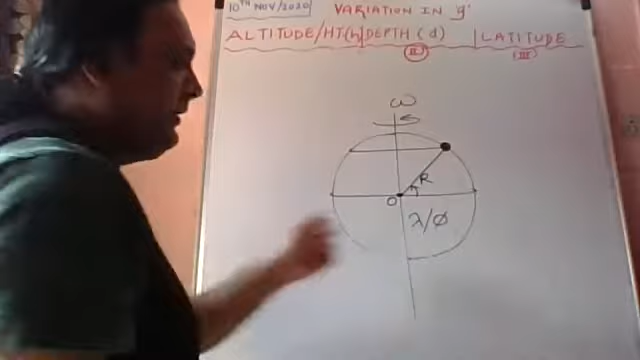 10TH NOV/2020 VARIATION IN 'g'
ALTITUDE/HT(h) | DEPTH (d) | LATITUDE
(II) (III)
ω
R
O
λ/Φ